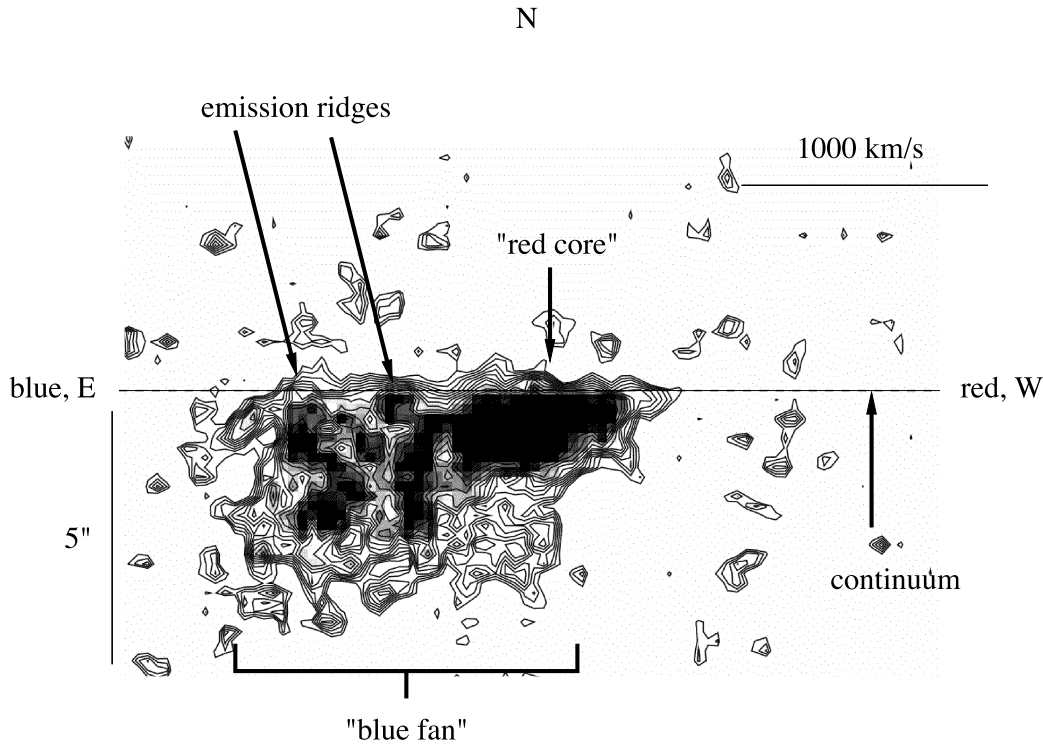 N
emission ridges
1000 km/s
"red core"
blue, E
red, W
5"
continuum
"blue fan"